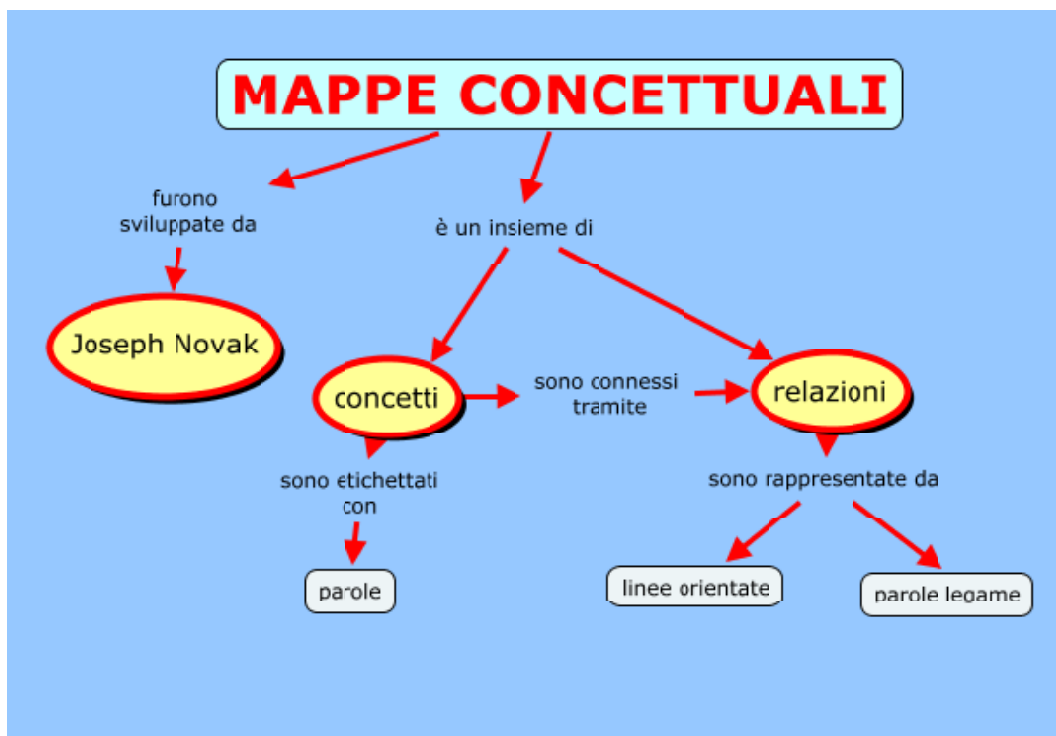 MAPPE CONCETTUALI
furono
sviluppate da
è un insieme di
Joseph Novak
concetti
sono connessi
tramite
relazioni
sono etichettati
con
sono rappresentate da
parole
linee orientate
parole legame